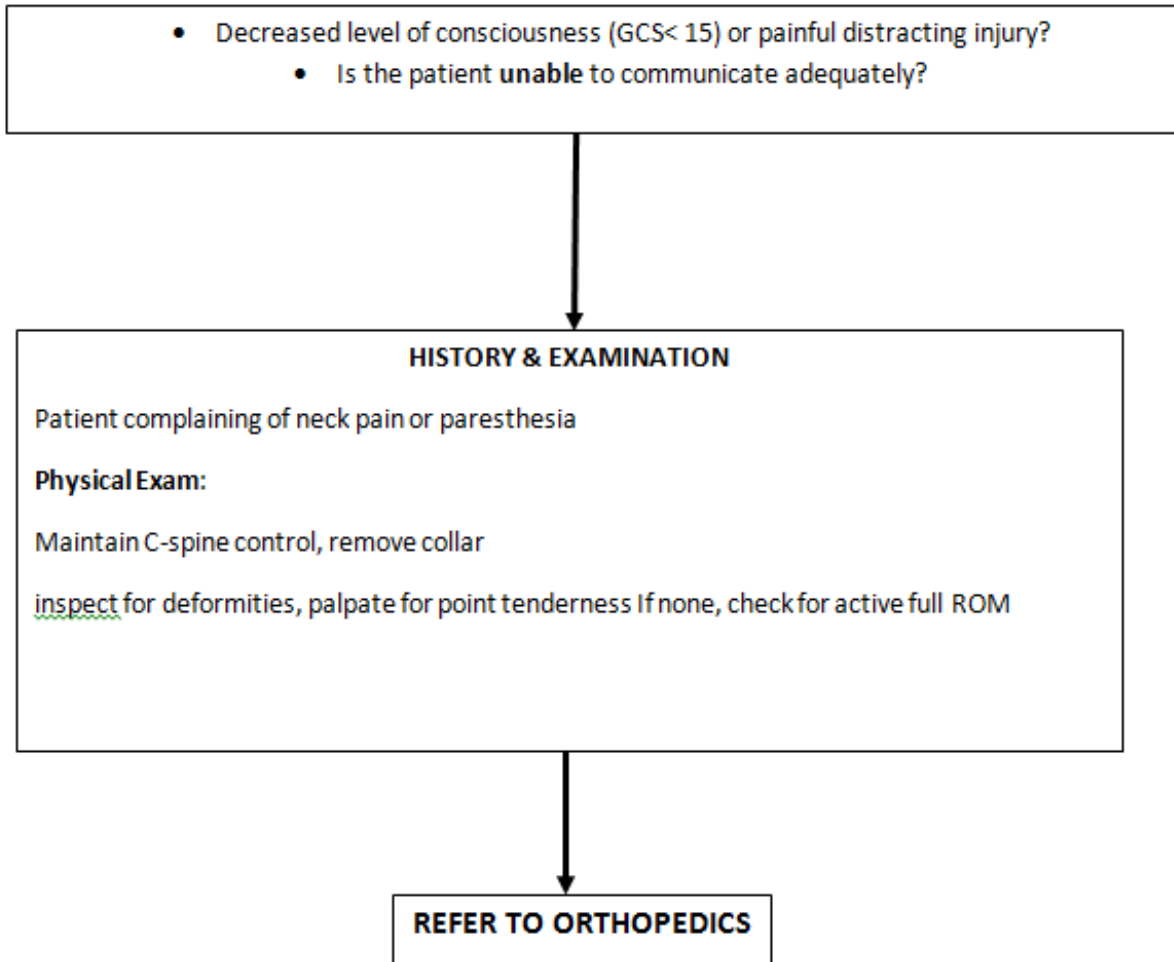 • Decreased level of consciousness (GCS< 15) or painful distracting injury?
• Is the patient unable to communicate adequately?
HISTORY & EXAMINATION
Patient complaining of neck pain or paresthesia
Physical Exam:
Maintain C-spine control, remove collar
inspect for deformities, palpate for point tenderness If none, check for active full ROM
REFER TO ORTHOPEDICS